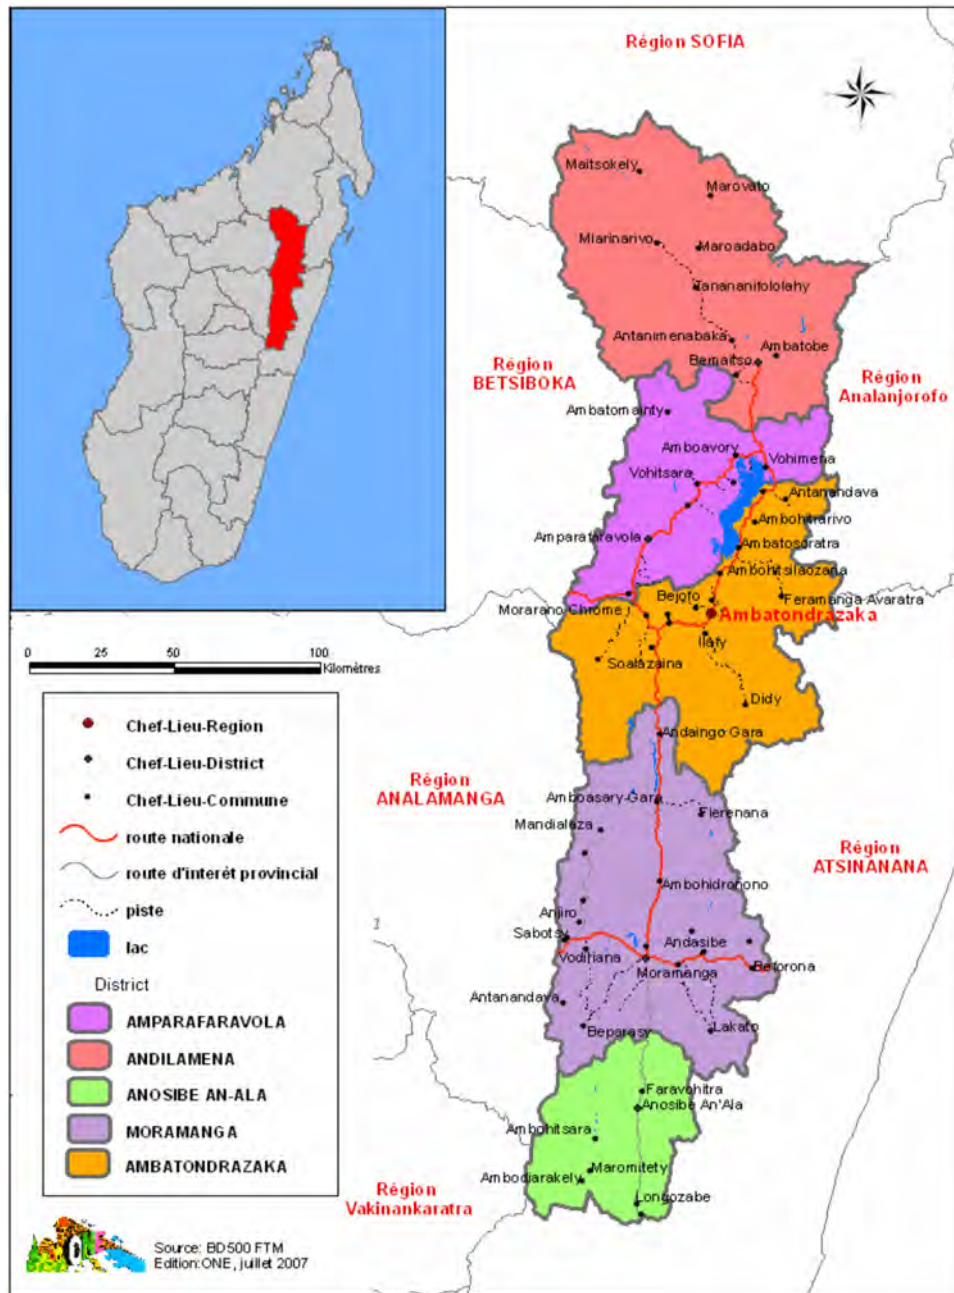 Région SOFIA
Maitsokely
Marovato
Miarinarivo
Maroadabo
Tanananifololahy
Antanimenabaka
Ambatobe
Bemaitso
Région
BETSIBOKA
Région
Analanjorofo
Ambatomainty
Amboavory
Vohimena
Vohitsara
Antanandava
Ambohitrarivo
Amparafaravola
Ambatosoratra
Ambohitsilaozana
Bejofo
Feramanga Avaratra
Morarano Chrome
Ambatondrazaka
Ilafy
Soalazaina
Didy
0 25 50 100
Kilomètres
Andaingo Gara
Région
ANALAMANGA
Amboasary-Gara
Fierenana
Mandialaza
Région
ATSINANANA
Ambohidronono
Anjiro
Sabotsy
Andasibe
Vodiriana
Moramanga
Beforona
Antanandava
Beparasy
Lakato
Faravohitra
Anosibe An'Ala
Ambohitsara
Maromitety
Ambodiarakely
Longozabe
Région
Vakinankaratra
Chef-Lieu-Region
Chef-Lieu-District
Chef-Lieu-Commune
route nationale
route d'interét provincial
piste
lac
District
AMPARAFARAVOLA
ANDILAMENA
ANOSIBE AN-ALA
MORAMANGA
AMBATONDRAZAKA
Source: BD500 FTM
Edition:ONE, juillet 2007